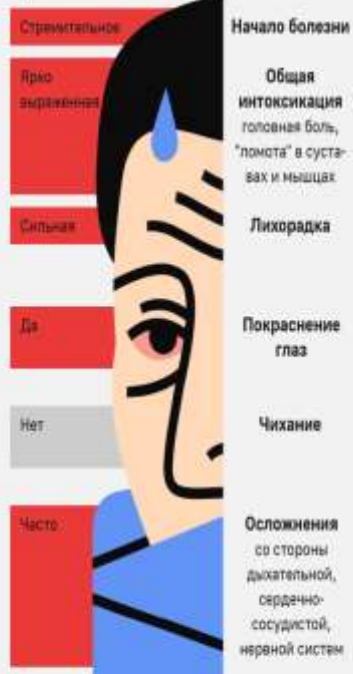 Стремительное
Начало болезни
Ярко
выраженная
Общая
интоксикация
головная боль,
"ломота" в суста-
вах и мышцах
Сильная
Лихорадка
Да
Покраснение
глаз
Нет
Чихание
Часто
Осложнения
со стороны
дыхательной,
сердечно-
сосудистой,
нервной систем